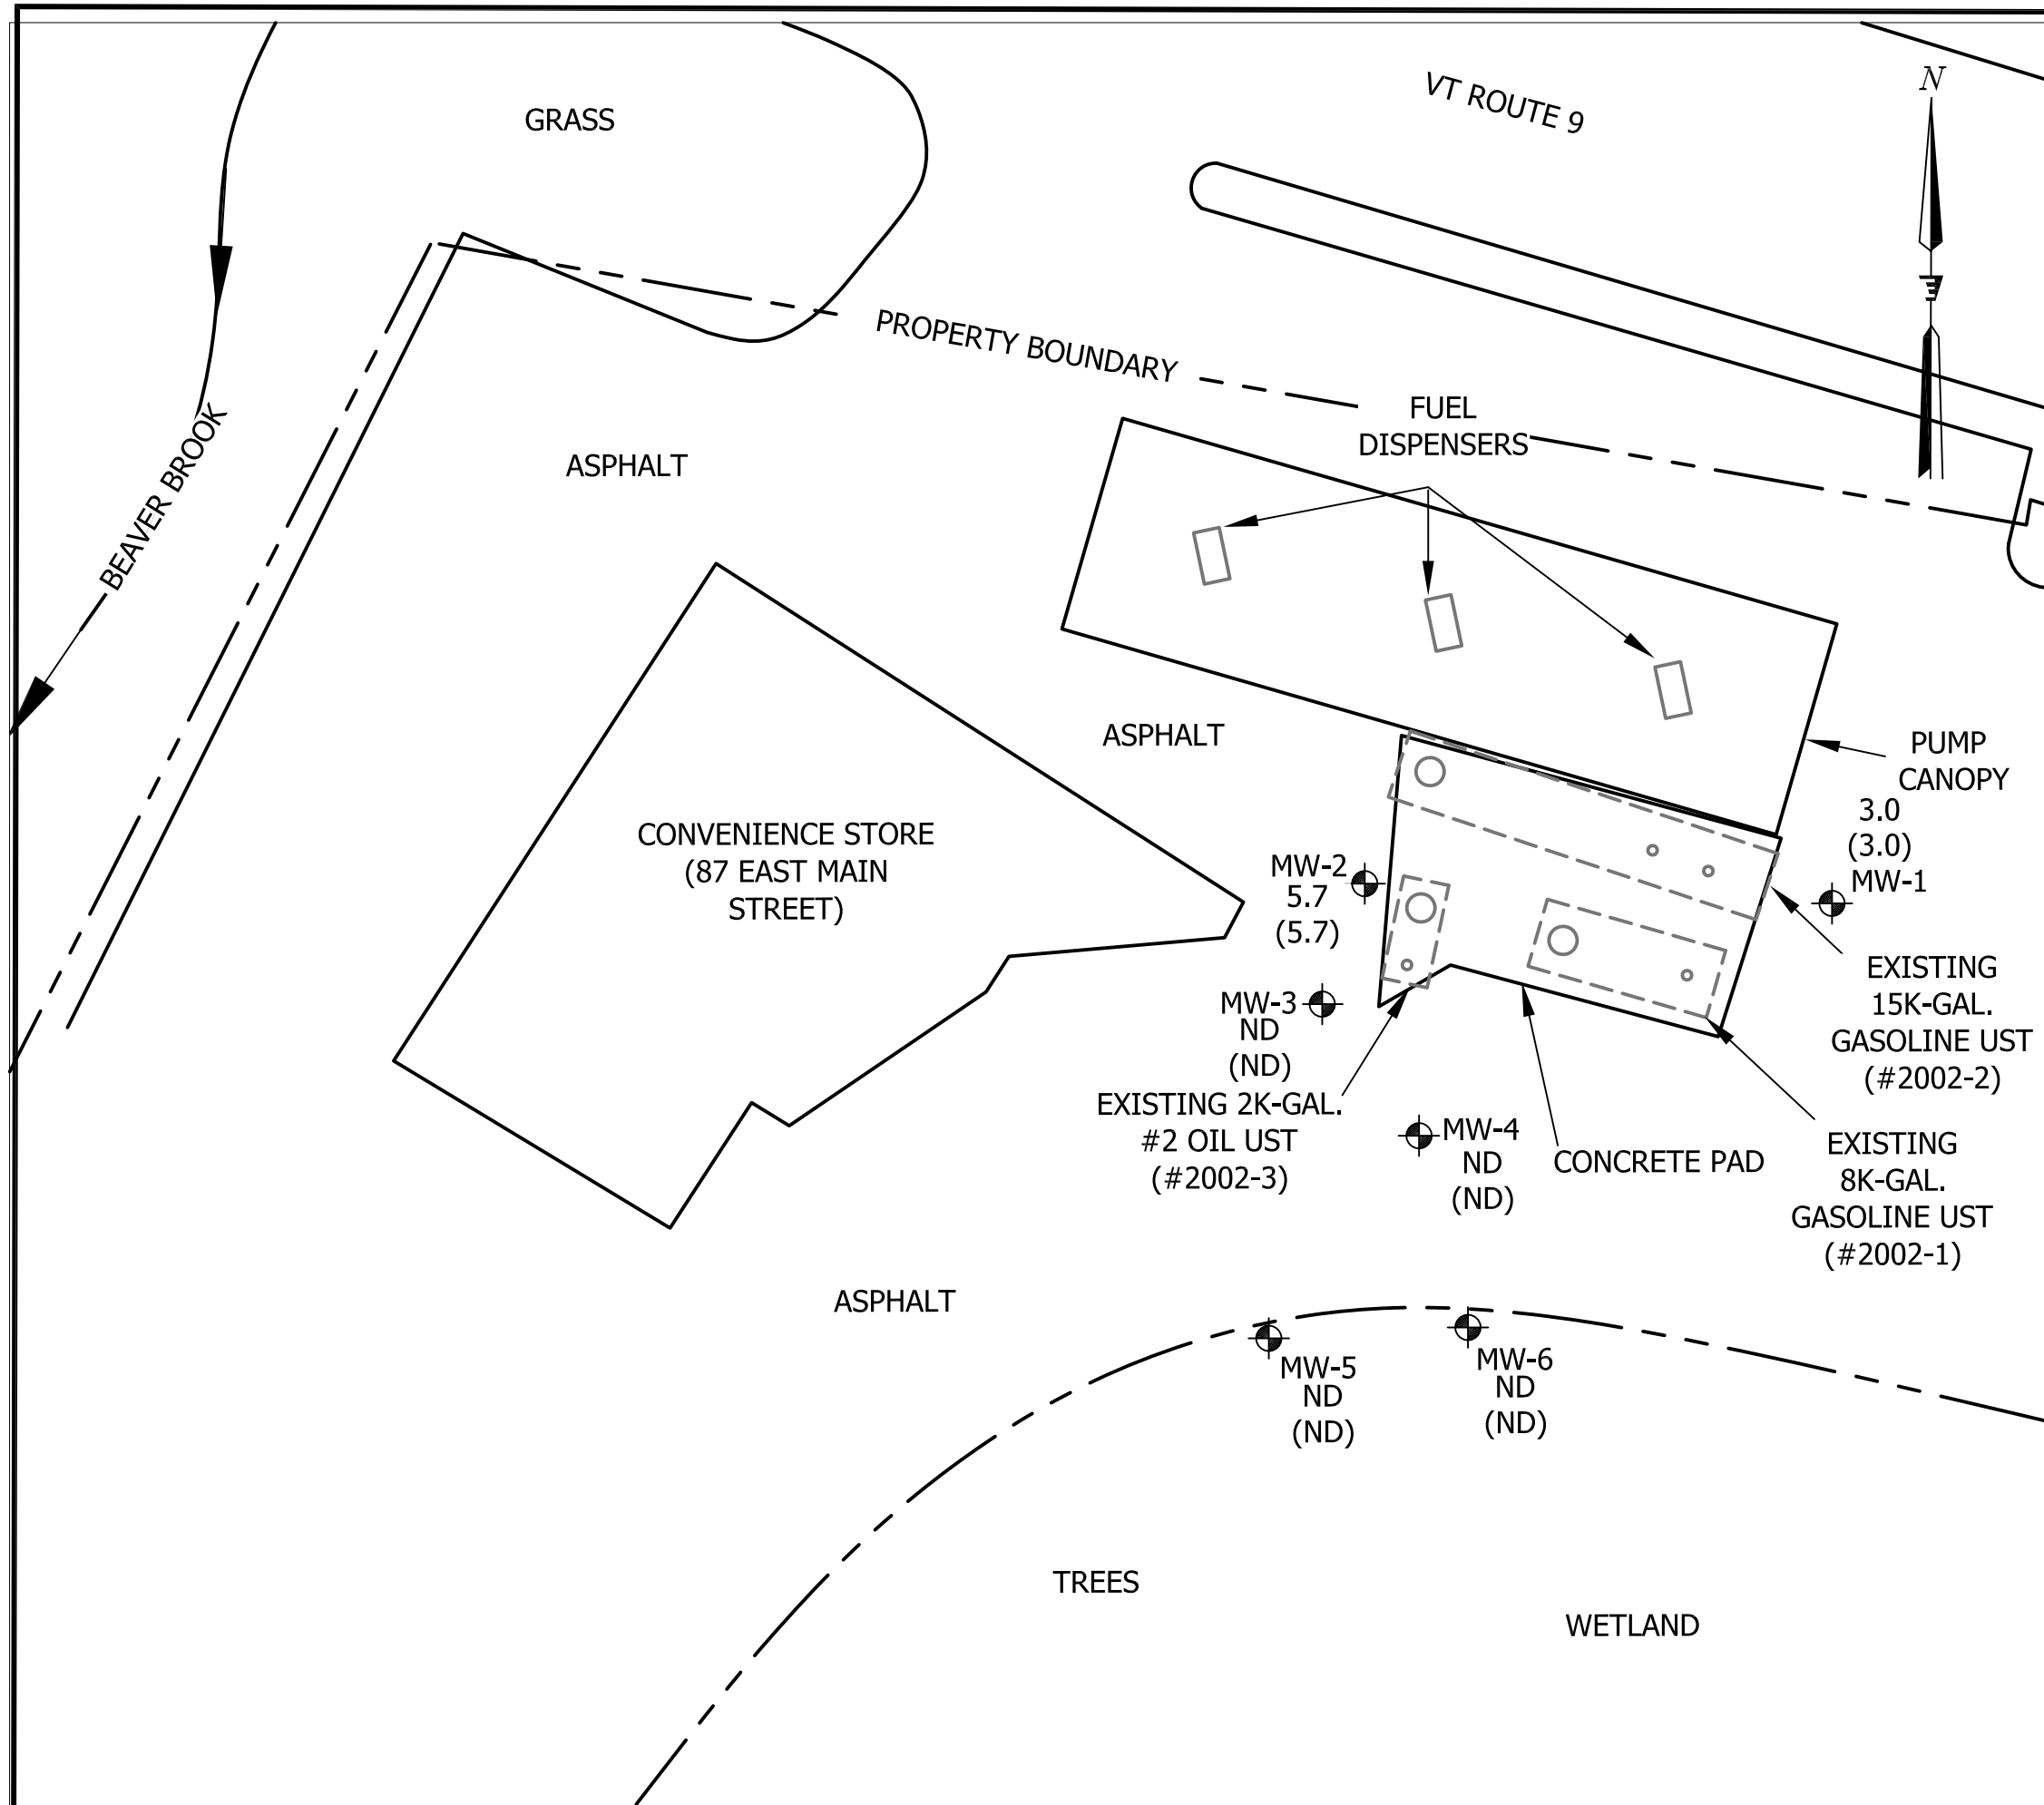 GRASS
VT ROUTE 9
N
PROPERTY BOUNDARY
FUEL
DISPENSERS
BEAVER BROOK
ASPHALT
ASPHALT
PUMP
CANOPY
3.0
(3.0)
MW-1
CONVENIENCE STORE
(87 EAST MAIN
STREET)
MW-2
5.7
(5.7)
MW-3
ND
(ND)
EXISTING
15K-GAL.
GASOLINE UST
(#2002-2)
EXISTING 2K-GAL.
#2 OIL UST
(#2002-3)
MW-4
ND
(ND)
CONCRETE PAD
EXISTING
8K-GAL.
GASOLINE UST
(#2002-1)
ASPHALT
MW-5
ND
(ND)
MW-6
ND
(ND)
TREES
WETLAND